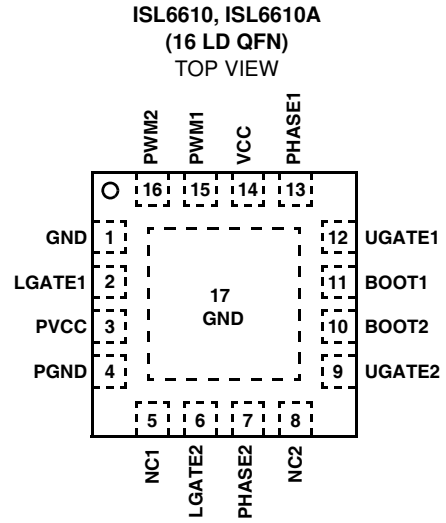 ISL6610, ISL6610A
(16 LD QFN)
TOP VIEW
PWM2
PWM1
VCC
PHASE1
16
15
14
13
GND 1
12 UGATE1
LGATE1 2
11 BOOT1
17
GND
PVCC 3
10 BOOT2
PGND 4
9 UGATE2
5
6
7
8
NC1
LGATE2
PHASE2
NC2